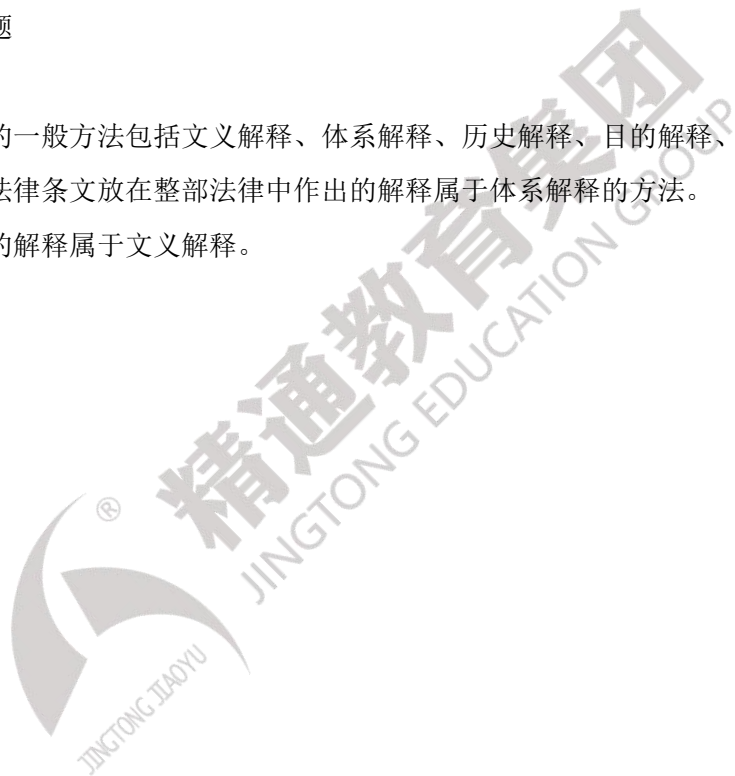 题
的一般方法包括文义解释、体系解释、历史解释、目的解释、
法律条文放在整部法律中作出的解释属于体系解释的方法。
的解释属于文义解释。
精通教育集团
JINGTONG EDUCATION GROUP
®
JINGTONG JIAOYU